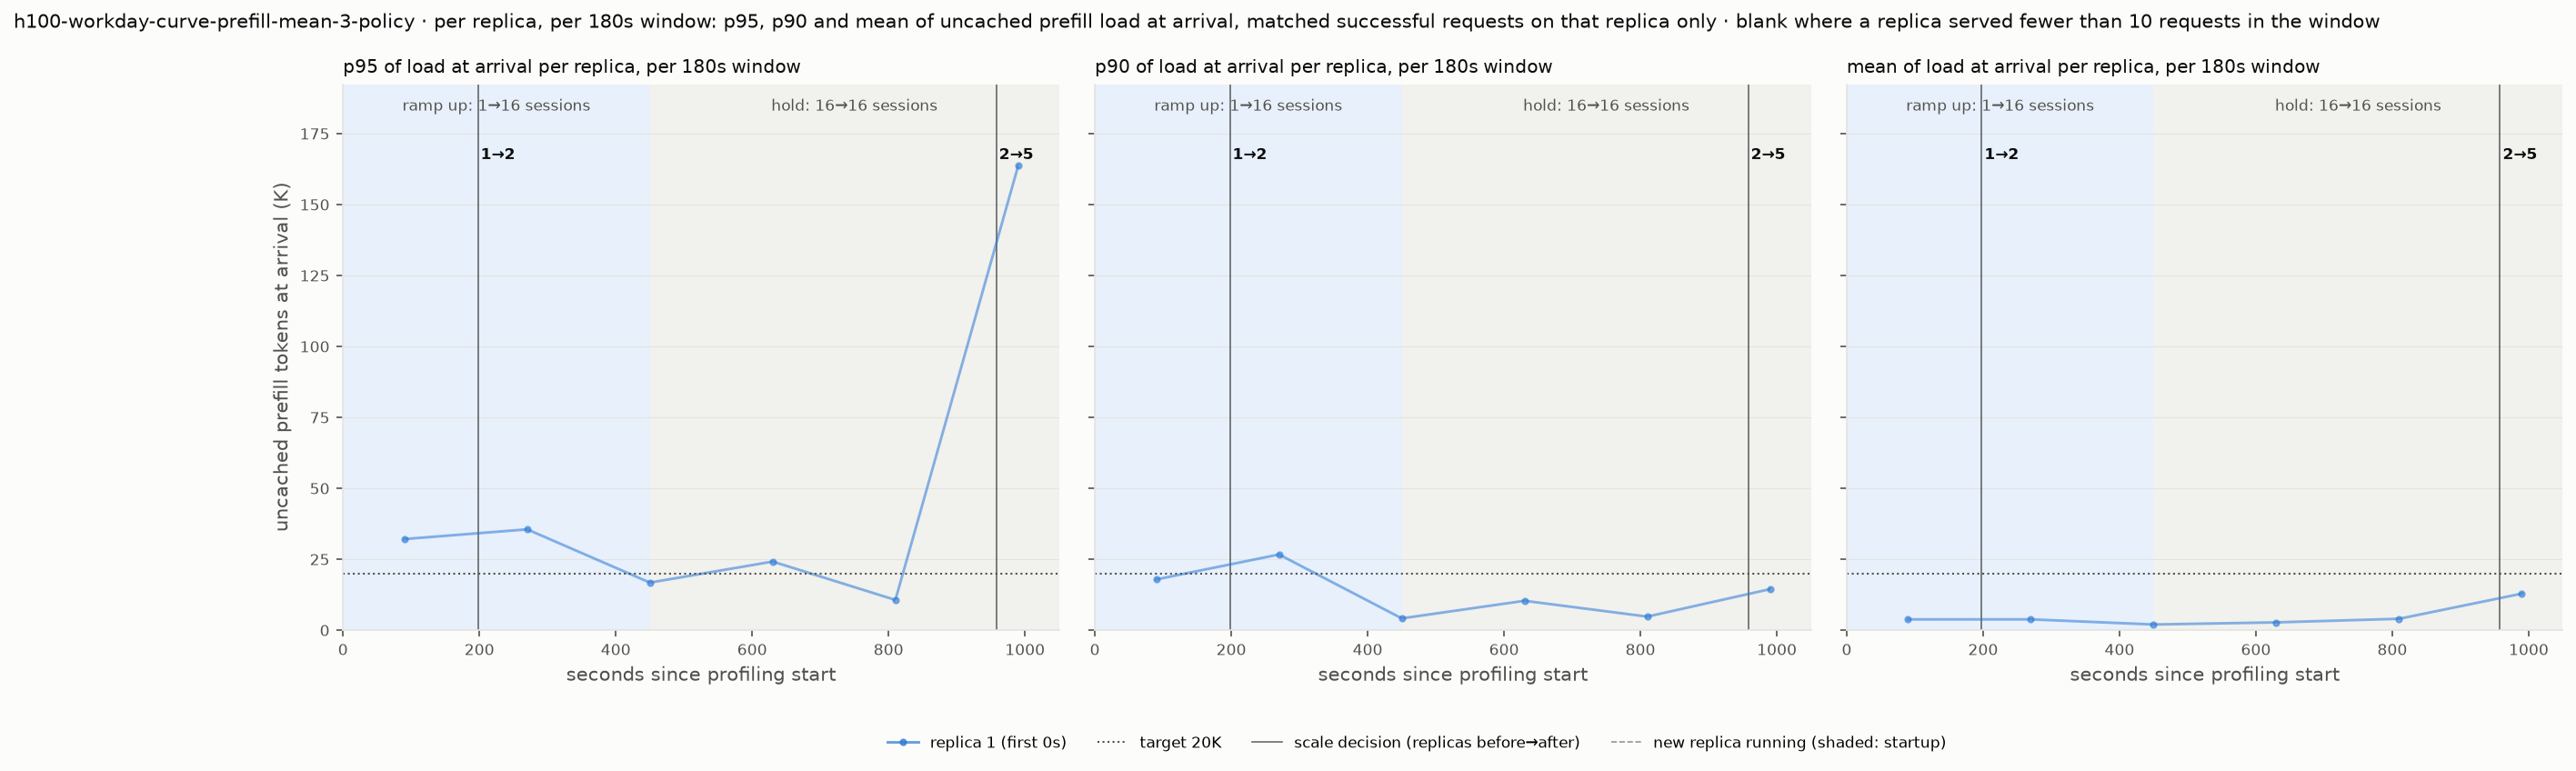 h100-workday-curve-prefill-mean-3-policy · per replica, per 180s window: p95, p90 and mean of uncached prefill load at arrival, matched successful requests on that replica only · blank where a replica served fewer than 10 requests in the window
p95 of load at arrival per replica, per 180s window
ramp up: 1→16 sessions
hold: 16→16 sessions
1→2
2→5
uncached prefill tokens at arrival (K)
175
150
125
100
75
50
25
0
0 200 400 600 800 1000
seconds since profiling start
p90 of load at arrival per replica, per 180s window
ramp up: 1→16 sessions
hold: 16→16 sessions
1→2
2→5
0 200 400 600 800 1000
seconds since profiling start
mean of load at arrival per replica, per 180s window
ramp up: 1→16 sessions
hold: 16→16 sessions
1→2
2→5
0 200 400 600 800 1000
seconds since profiling start
replica 1 (first 0s)
target 20K
scale decision (replicas before→after)
new replica running (shaded: startup)